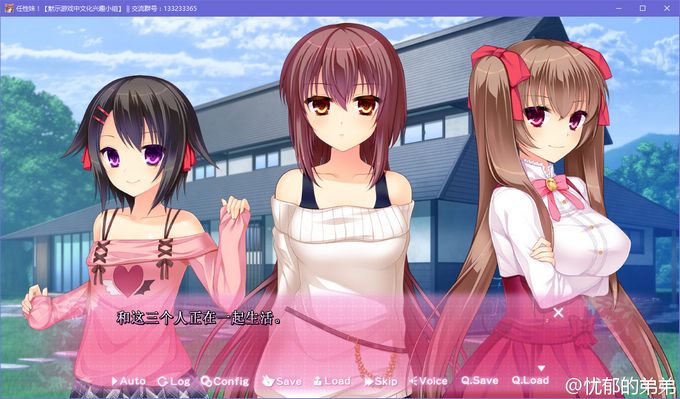 任性妹！【默示游戏中文化兴趣小组】 || 交流群号：133233365
和这三个人正在一起生活。
Auto Log Config Save Load Skip Voice Q.Save Q.Load
@忧郁的弟弟